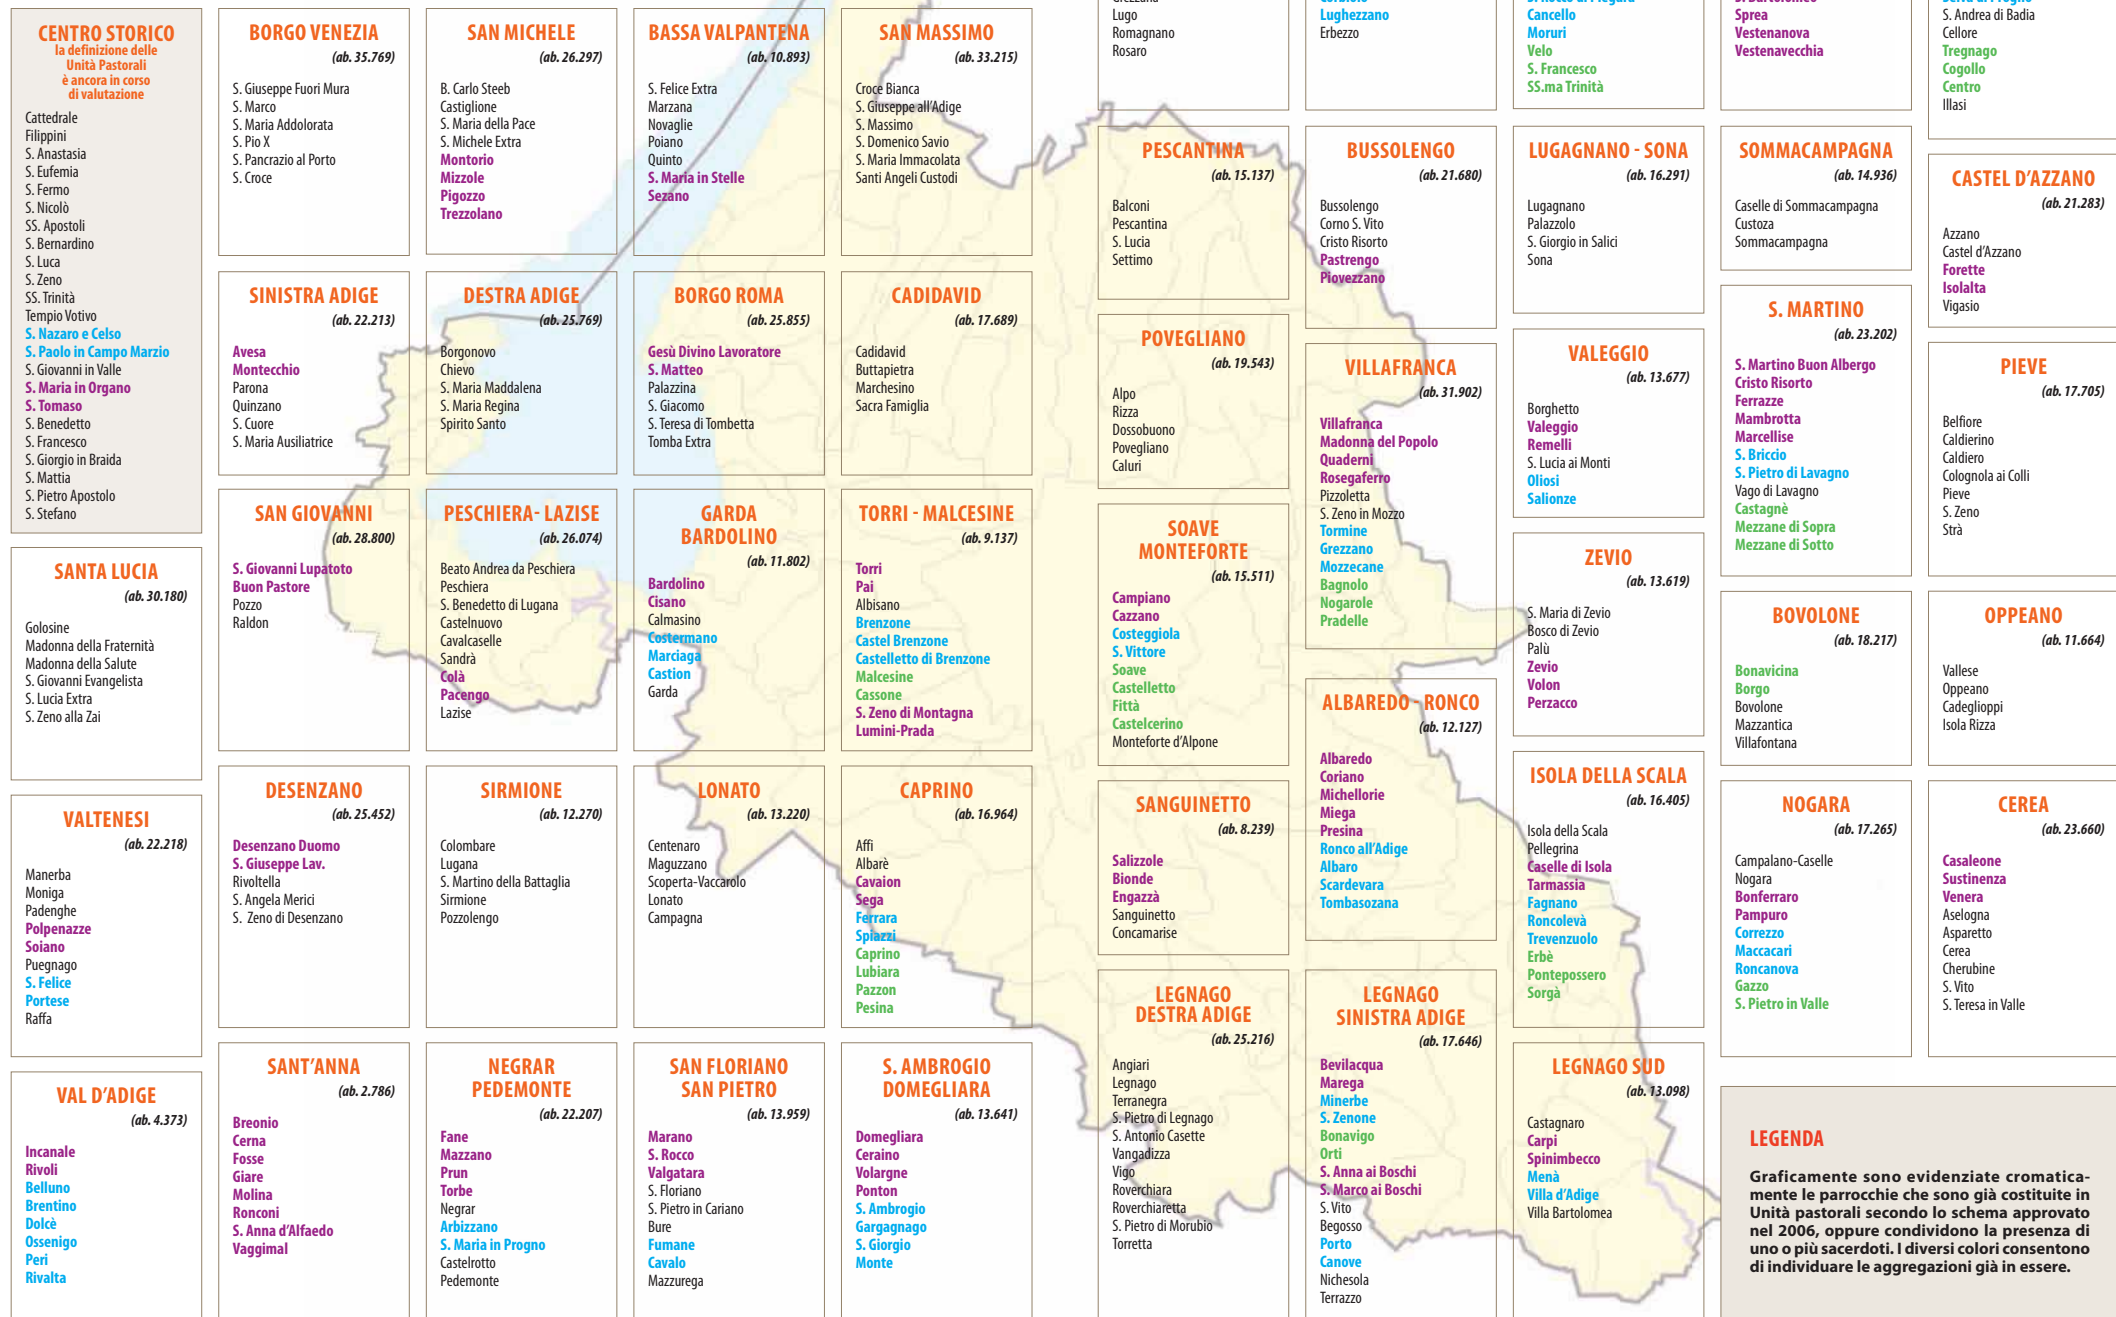 CENTRO STORICO
la definizione delle
Unità Pastorali
è ancora in corso
di valutazione
Cattedrale
Filippini
S. Anastasia
S. Eufemia
S. Fermo
S. Nicolò
SS. Apostoli
S. Bernardino
S. Luca
S. Zeno
SS. Trinità
Tempio Votivo
S. Nazaro e Celso
S. Paolo in Campo Marzio
S. Giovanni in Valle
S. Maria in Organo
S. Tomaso
S. Benedetto
S. Francesco
S. Giorgio in Braida
S. Mattia
S. Pietro Apostolo
S. Stefano
SANTA LUCIA
(ab. 30.180)
Golosine
Madonna della Fraternità
Madonna della Salute
S. Giovanni Evangelista
S. Lucia Extra
S. Zeno alla Zai
VALTENESI
(ab. 22.218)
Manerba
Moniga
Padenghe
Polpenazze
Soiano
Puegnago
S. Felice
Portese
Raffa
VAL D'ADIGE
(ab. 4.373)
Incanale
Rivoli
Belluno
Brentino
Dolcè
Ossenigo
Peri
Rivalta
BORGO VENEZIA
(ab. 35.769)
S. Giuseppe Fuori Mura
S. Marco
S. Maria Addolorata
S. Pio X
S. Pancrazio al Porto
S. Croce
SINISTRA ADIGE
(ab. 22.213)
Avesa
Montecchio
Parona
Quinzano
S. Cuore
S. Maria Ausiliatrice
SAN GIOVANNI
(ab. 28.800)
S. Giovanni Lupatoto
Buon Pastore
Pozzo
Raldon
DESENZANO
(ab. 25.452)
Desenzano Duomo
S. Giuseppe Lav.
Rivoltella
S. Angela Merici
S. Zeno di Desenzano
SANT'ANNA
(ab. 2.786)
Breonio
Cerna
Fosse
Giare
Molina
Ronconi
S. Anna d'Alfaedo
Vaggimal
SAN MICHELE
(ab. 26.297)
B. Carlo Steeb
Castiglione
S. Maria della Pace
S. Michele Extra
Montorio
Mizzole
Pigozzo
Trezzolano
DESTRA ADIGE
(ab. 25.769)
Borgonovo
Chievo
S. Maria Maddalena
S. Maria Regina
Spirito Santo
PESCHIERA- LAZISE
(ab. 26.074)
Beato Andrea da Peschiera
Peschiera
S. Benedetto di Lugana
Castelnuovo
Cavalcaselle
Sandrà
Colà
Pacengo
Lazise
SIRMIONE
(ab. 12.270)
Colombare
Lugana
S. Martino della Battaglia
Sirmione
Pozzolengo
NEGRAR
PEDEMONTE
(ab. 22.207)
Fane
Mazzano
Prun
Torbe
Negrar
Arbizzano
S. Maria in Progno
Castelrotto
Pedemonte
BASSA VALPANTENA
(ab. 10.893)
S. Felice Extra
Marzana
Novaglie
Poiano
Quinto
S. Maria in Stelle
Sezano
BORGO ROMA
(ab. 25.855)
Gesù Divino Lavoratore
S. Matteo
Palazzina
S. Giacomo
S. Teresa di Tombetta
Tomba Extra
GARDA
BARDOLINO
(ab. 11.802)
Bardolino
Cisano
Calmasino
Costermano
Marciaga
Castion
Garda
LONATO
(ab. 13.220)
Centenaro
Maguzzano
Scoperta-Vaccarolo
Lonato
Campagna
SAN FLORIANO
SAN PIETRO
(ab. 13.959)
Marano
S. Rocco
Valgatara
S. Floriano
S. Pietro in Cariano
Bure
Fumane
Cavalo
Mazzurega
SAN MASSIMO
(ab. 33.215)
Croce Bianca
S. Giuseppe all'Adige
S. Massimo
S. Domenico Savio
S. Maria Immacolata
Santi Angeli Custodi
CADIDAVID
(ab. 17.689)
Cadidavid
Buttapietra
Marchesino
Sacra Famiglia
TORRI - MALCESINE
(ab. 9.137)
Torri
Pai
Albisano
Brenzone
Castel Brenzone
Castelletto di Brenzone
Malcesine
Cassone
S. Zeno di Montagna
Lumini-Prada
CAPRINO
(ab. 16.964)
Affi
Albarè
Cavaion
Sega
Ferrara
Spiazzi
Caprino
Lubiara
Pazzon
Pesina
S. AMBROGIO
DOMEGLIARA
(ab. 13.641)
Domegliara
Ceraino
Volargne
Ponton
S. Ambrogio
Gargagnago
S. Giorgio
Monte
Lugo
Romagnano
Rosaro
PESCANTINA
(ab. 15.137)
Balconi
Pescantina
S. Lucia
Settimo
POVEGLIANO
(ab. 19.543)
Alpo
Rizza
Dossobuono
Povegliano
Caluri
SOAVE
MONTEFORTE
(ab. 15.511)
Campiano
Cazzano
Costeggiola
S. Vittore
Soave
Castelletto
Fittà
Castelcerino
Monteforte d'Alpone
SANGUINETTO
(ab. 8.239)
Salizzole
Bionde
Engazzà
Sanguinetto
Concamarise
LEGNAGO
DESTRA ADIGE
(ab. 25.216)
Angiari
Legnago
Terranegra
S. Pietro di Legnago
S. Antonio Casette
Vangadizza
Vigo
Roverchiara
Roverchiaretta
S. Pietro di Morubio
Torretta
Lughezzano
Erbezzo
BUSSOLENGO
(ab. 21.680)
Bussolengo
Corno S. Vito
Cristo Risorto
Pastrengo
Piovezzano
VILLAFRANCA
(ab. 31.902)
Villafranca
Madonna del Popolo
Quaderni
Rosegaferro
Pizzoletta
S. Zeno in Mozzo
Tormine
Grezzano
Mozzecane
Bagnolo
Nogarole
Pradelle
ALBAREDO - RONCO
(ab. 12.127)
Albaredo
Coriano
Michellorie
Miega
Presina
Ronco all'Adige
Albaro
Scardevara
Tombasozana
LEGNAGO
SINISTRA ADIGE
(ab. 17.646)
Bevilacqua
Marega
Minerbe
S. Zenone
Bonavigo
Orti
S. Anna ai Boschi
S. Marco ai Boschi
S. Vito
Begosso
Porto
Canove
Nichesola
Terrazzo
Cancello
Moruri
Velo
S. Francesco
SS.ma Trinità
LUGAGNANO - SONA
(ab. 16.291)
Lugagnano
Palazzolo
S. Giorgio in Salici
Sona
VALEGGIO
(ab. 13.677)
Borghetto
Valeggio
Remelli
S. Lucia ai Monti
Oliosi
Salionze
ZEVIO
(ab. 13.619)
S. Maria di Zevio
Bosco di Zevio
Palù
Zevio
Volon
Perzacco
ISOLA DELLA SCALA
(ab. 16.405)
Isola della Scala
Pellegrina
Caselle di Isola
Tarmassia
Fagnano
Roncolevà
Trevenzuolo
Erbè
Pontepossero
Sorgà
LEGNAGO SUD
(ab. 13.098)
Castagnaro
Carpi
Spinimbecco
Menà
Villa d'Adige
Villa Bartolomea
Sprea
Vestenanova
Vestenavecchia
SOMMACAMPAGNA
(ab. 14.936)
Caselle di Sommacampagna
Custoza
Sommacampagna
S. MARTINO
(ab. 23.202)
S. Martino Buon Albergo
Cristo Risorto
Ferrazze
Mambrotta
Marcellise
S. Briccio
S. Pietro di Lavagno
Vago di Lavagno
Castagnè
Mezzane di Sopra
Mezzane di Sotto
BOVOLONE
(ab. 18.217)
Bonavicina
Borgo
Bovolone
Mazzantica
Villafontana
NOGARA
(ab. 17.265)
Campalano-Caselle
Nogara
Bonferraro
Pampuro
Correzzo
Maccacari
Roncanova
Gazzo
S. Pietro in Valle
S. Andrea di Badia
Cellore
Tregnago
Cogollo
Centro
Illasi
CASTEL D'AZZANO
(ab. 21.283)
Azzano
Castel d'Azzano
Forette
Isolalta
Vigasio
PIEVE
(ab. 17.705)
Belfiore
Caldierino
Caldiero
Colognola ai Colli
Pieve
S. Zeno
Strà
OPPEANO
(ab. 11.664)
Vallese
Oppeano
Cadeglioppi
Isola Rizza
CEREA
(ab. 23.660)
Casaleone
Sustinenza
Venera
Aselogna
Asparetto
Cerea
Cherubine
S. Vito
S. Teresa in Valle
LEGENDA
Graficamente sono evidenziate cromatica-
mente le parrocchie che sono già costituite in
Unità pastorali secondo lo schema approvato
nel 2006, oppure condividono la presenza di
uno o più sacerdoti. I diversi colori consentono
di individuare le aggregazioni già in essere.